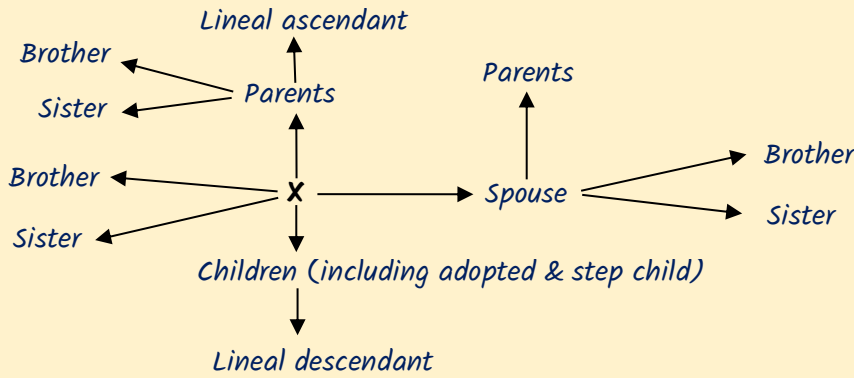 Lineal ascendant
Brother
Parents
Parents
Sister
Brother
Brother
X
Spouse
Sister
Sister
Children (including adopted & step child)
Lineal descendant